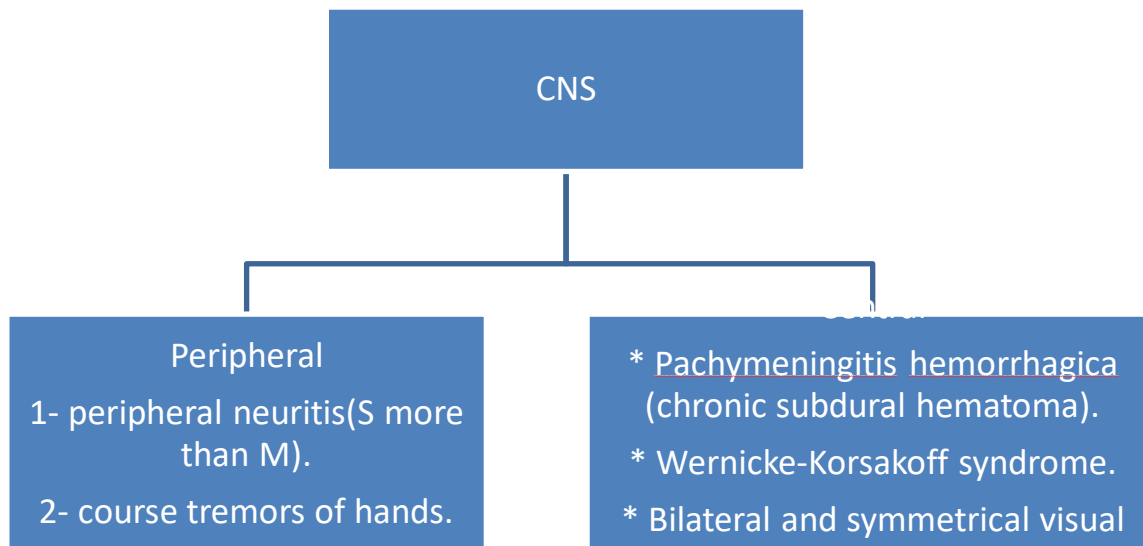 CNS
Peripheral
1- peripheral neuritis(S more
than M).
2- course tremors of hands.
* Pachymeningitis hemorrhagica
(chronic subdural hematoma).
* Wernicke-Korsakoff syndrome.
* Bilateral and symmetrical visual